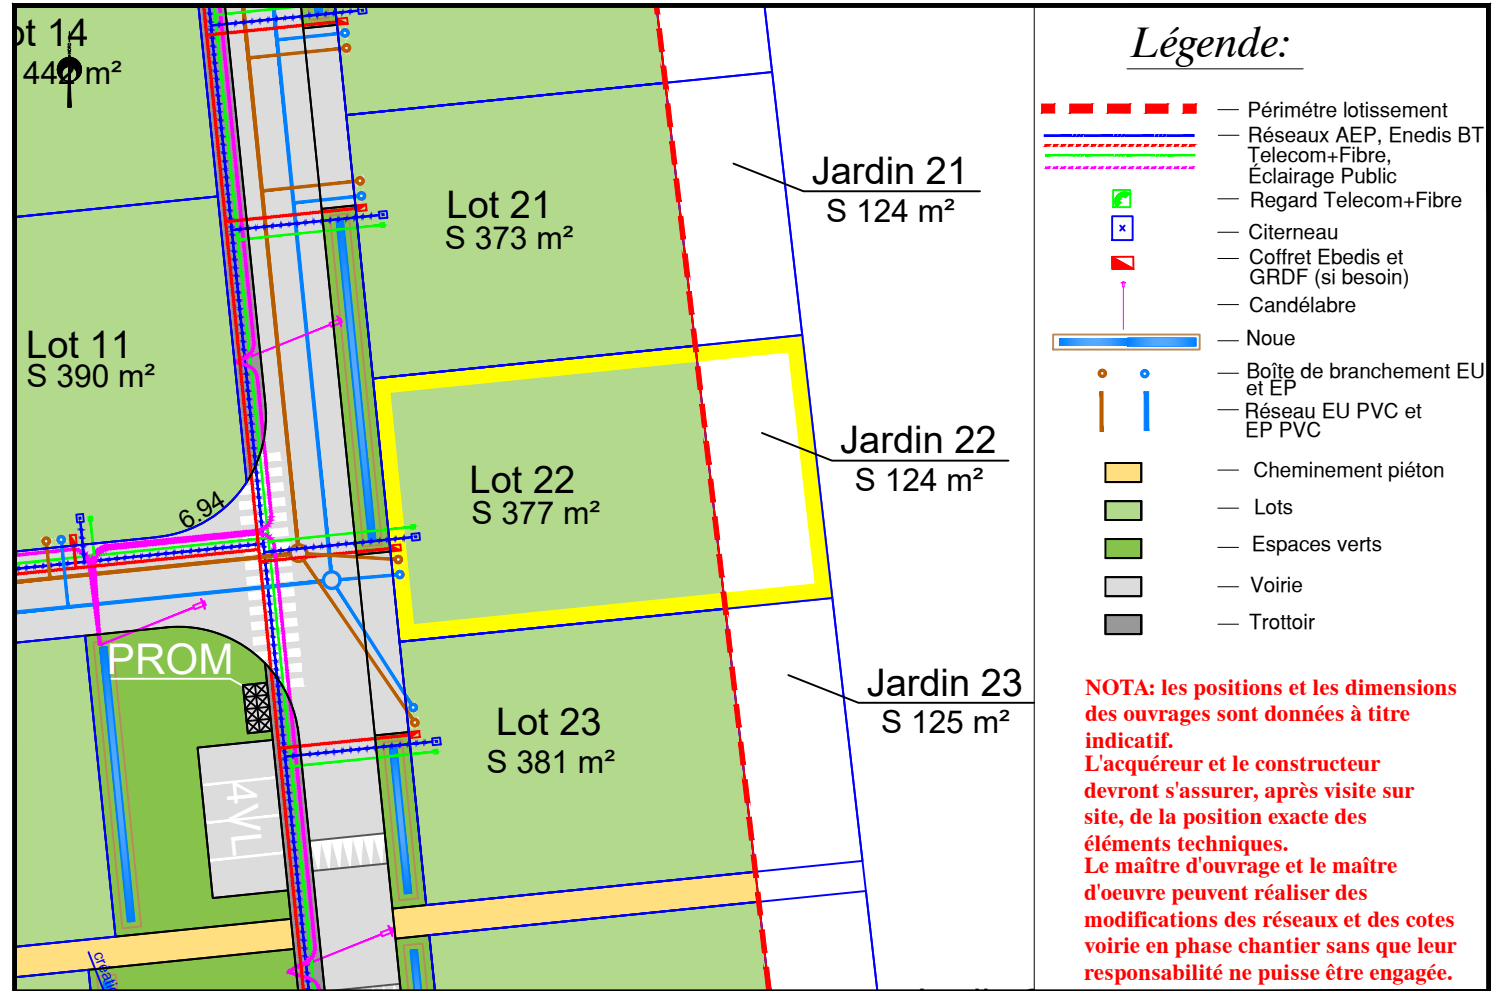 ot 14
442 m²
Lot 21
S 373 m²
Jardin 21
S 124 m²
Lot 11
S 390 m²
Lot 22
S 377 m²
Jardin 22
S 124 m²
6.94
PROM
Lot 23
S 381 m²
Jardin 23
S 125 m²
4VL
créati
Légende:
Périmétre lotissement
Réseaux AEP, Enedis BT
Telecom+Fibre,
Éclairage Public
Regard Telecom+Fibre
Citerneau
Coffret Ebedis et
GRDF (si besoin)
Candélabre
Noue
Boîte de branchement EU
et EP
Réseau EU PVC et
EP PVC
Cheminement piéton
Lots
Espaces verts
Voirie
Trottoir
NOTA: les positions et les dimensions
des ouvrages sont données à titre
indicatif.
L'acquéreur et le constructeur
devront s'assurer, après visite sur
site, de la position exacte des
éléments techniques.
Le maître d'ouvrage et le maître
d'oeuvre peuvent réaliser des
modifications des réseaux et des cotes
voirie en phase chantier sans que leur
responsabilité ne puisse être engagée.